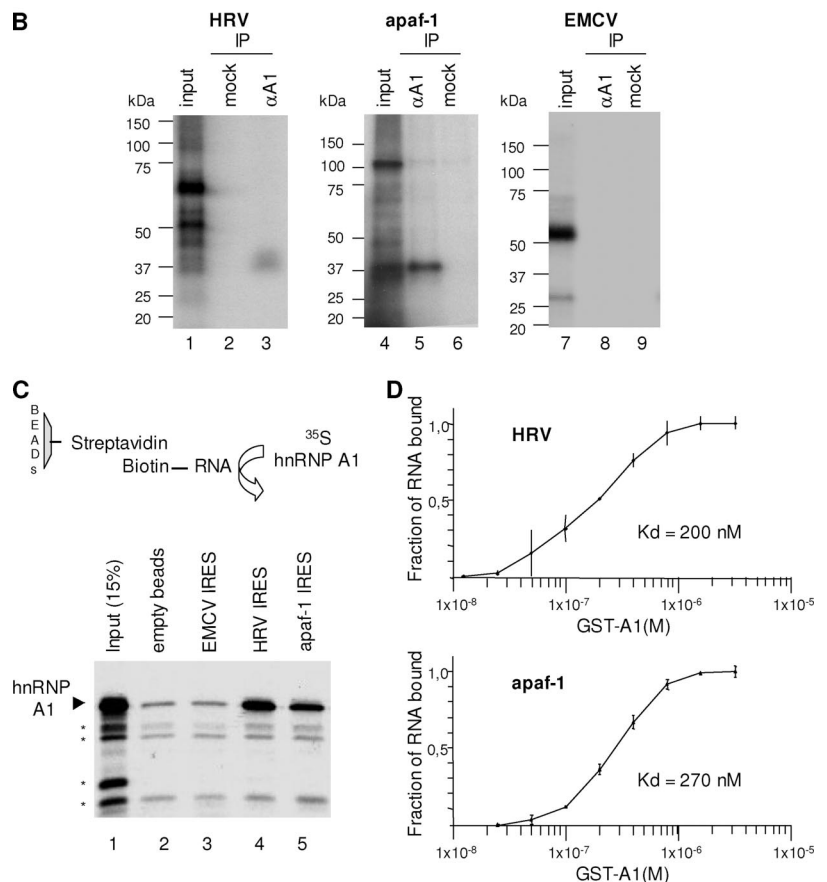 B
HRV
IP
input
mock
αA1
kDa
150
100
75
50
37
25
20
1 2 3
apaf-1
IP
input
αA1
mock
kDa
150
100
75
50
37
25
20
4 5 6
EMCV
IP
input
αA1
mock
kDa
150
100
75
50
37
25
20
7 8 9
C
BEADs
Streptavidin
Biotin
RNA
35S
hnRNP A1
Input (15%)
empty beads
EMCV IRES
HRV IRES
apaf-1 IRES
hnRNP
A1
*
*
*
*
1 2 3 4 5
D
Fraction of RNA bound
1,0
0,5
HRV
Kd = 200 nM
1x10-8 1x10-7 1x10-6 1x10-5
GST-A1(M)
Fraction of RNA bound
1,0
0,5
apaf-1
Kd = 270 nM
1x10-8 1x10-7 1x10-6 1x10-5
GST-A1(M)